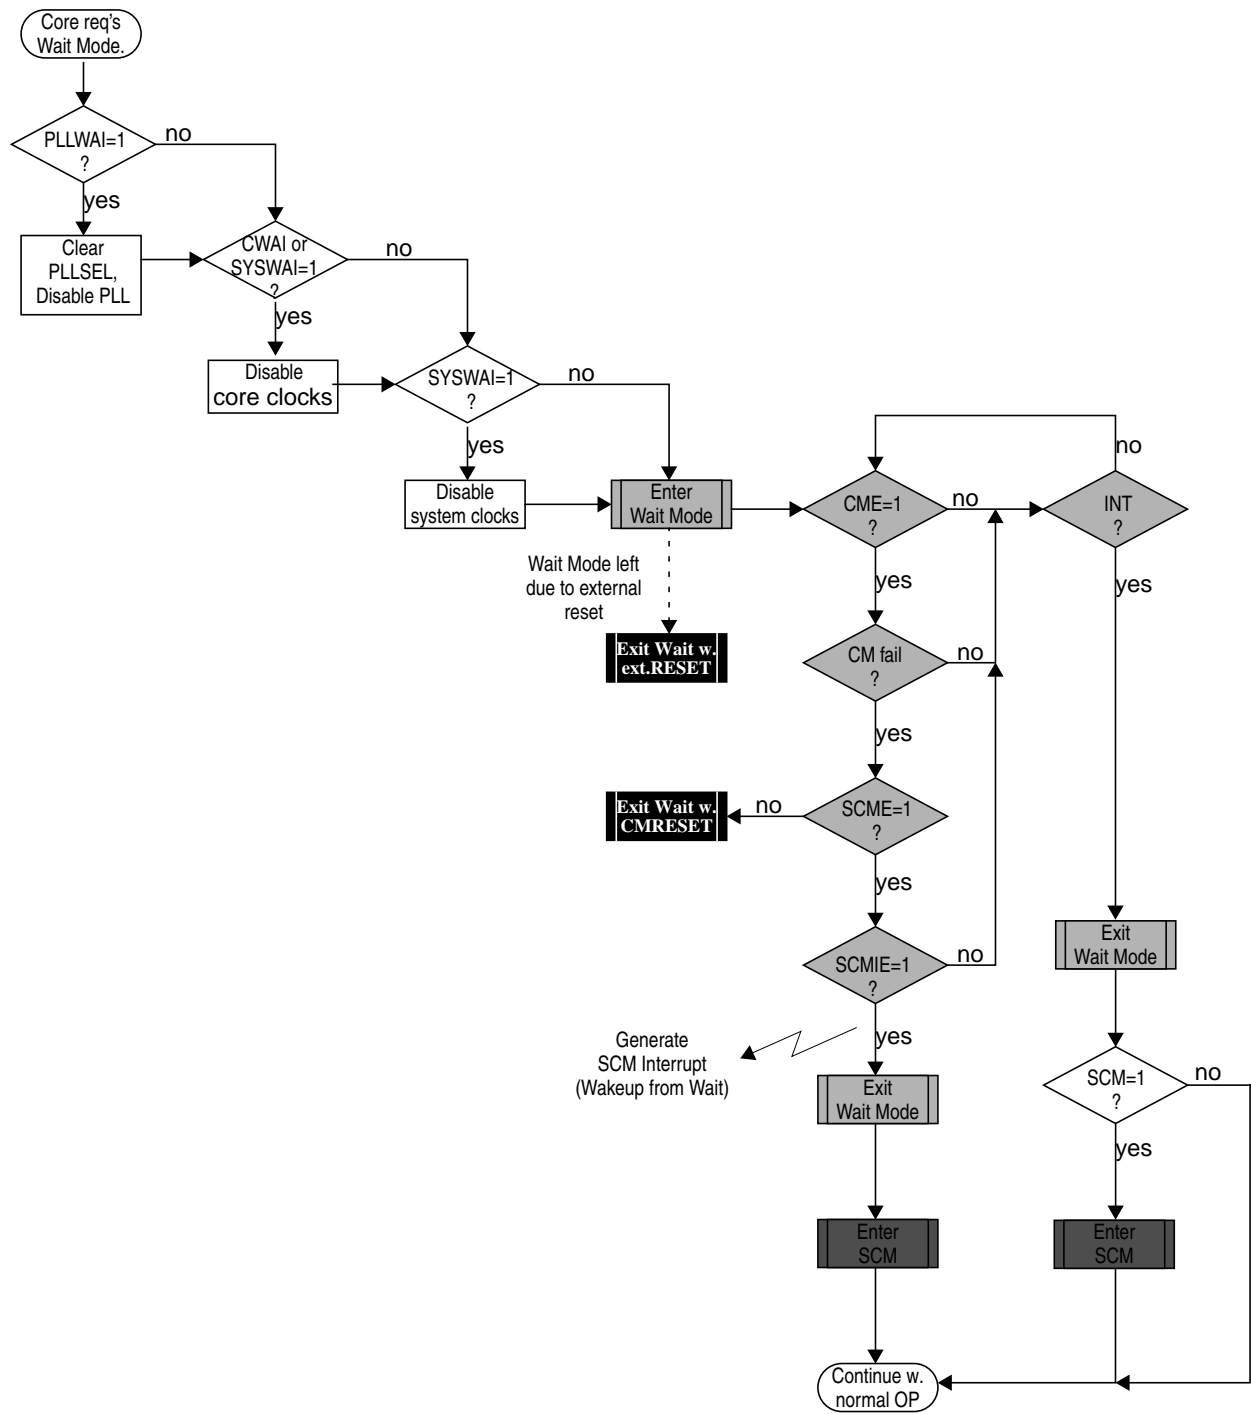 Core req's
Wait Mode.
PLLWAI=1
?
no
yes
Clear
PLLSEL,
Disable PLL
CWAI or
SYSWAI=1
?
no
yes
Disable
core clocks
SYSWAI=1
?
no
yes
Disable
system clocks
Enter
Wait Mode
Wait Mode left
due to external
reset
Exit Wait w.
ext.RESET
CME=1
?
no
yes
INT
?
no
yes
CM fail
?
no
yes
SCME=1
?
no
yes
Exit Wait w.
CMRESET
SCMIE=1
?
no
yes
Generate
SCM Interrupt
(Wakeup from Wait)
Exit
Wait Mode
Enter
SCM
Exit
Wait Mode
SCM=1
?
no
yes
Enter
SCM
Continue w.
normal OP